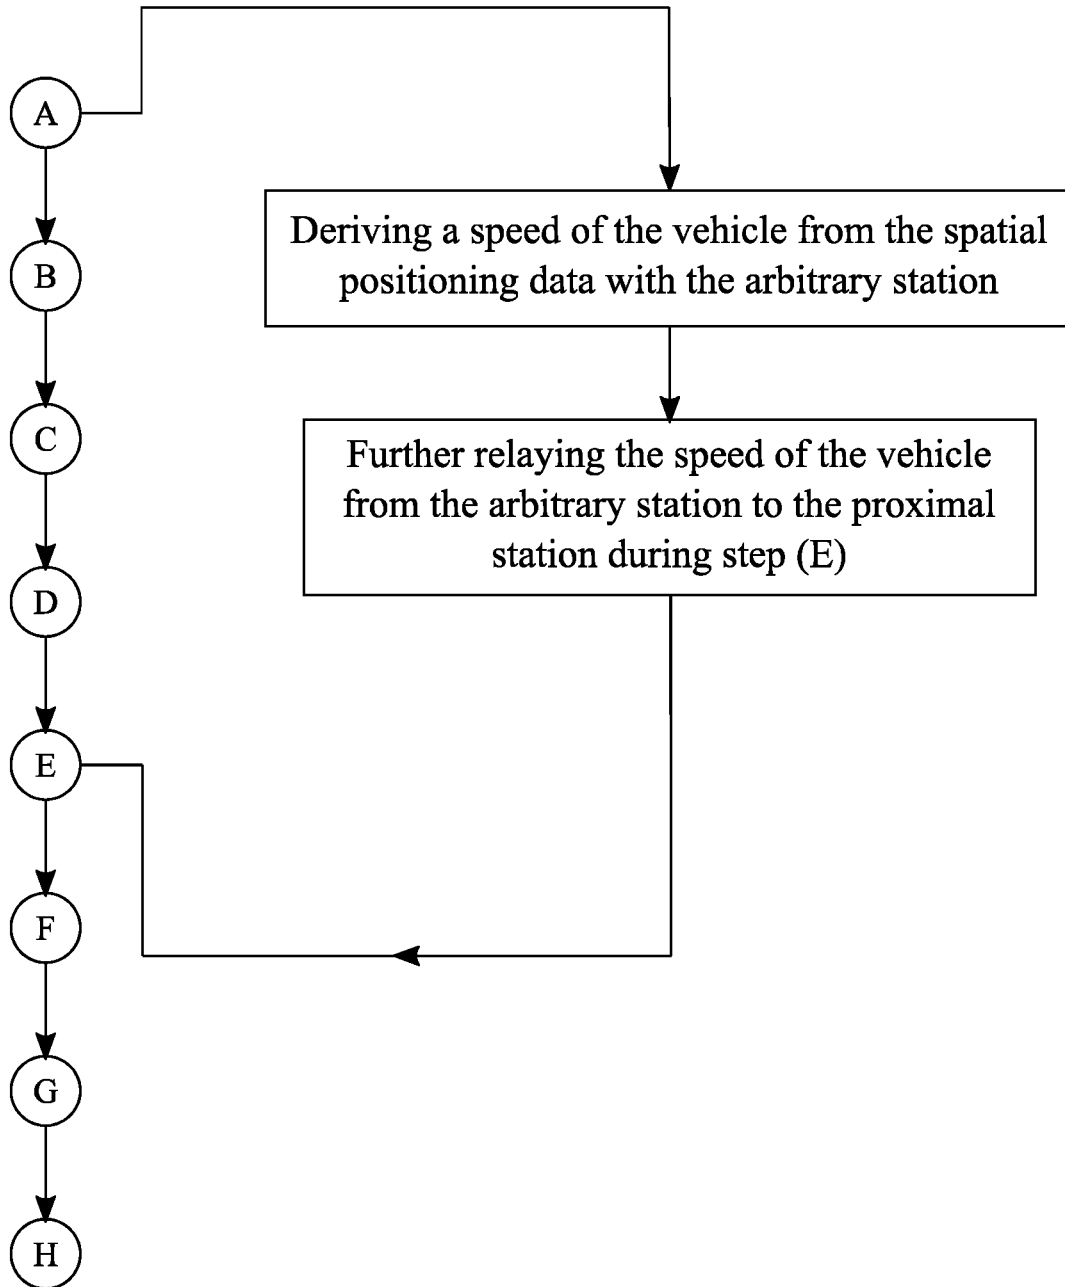 A
Deriving a speed of the vehicle from the spatial
positioning data with the arbitrary station
B
C
Further relaying the speed of the vehicle
from the arbitrary station to the proximal
station during step (E)
D
E
F
G
H